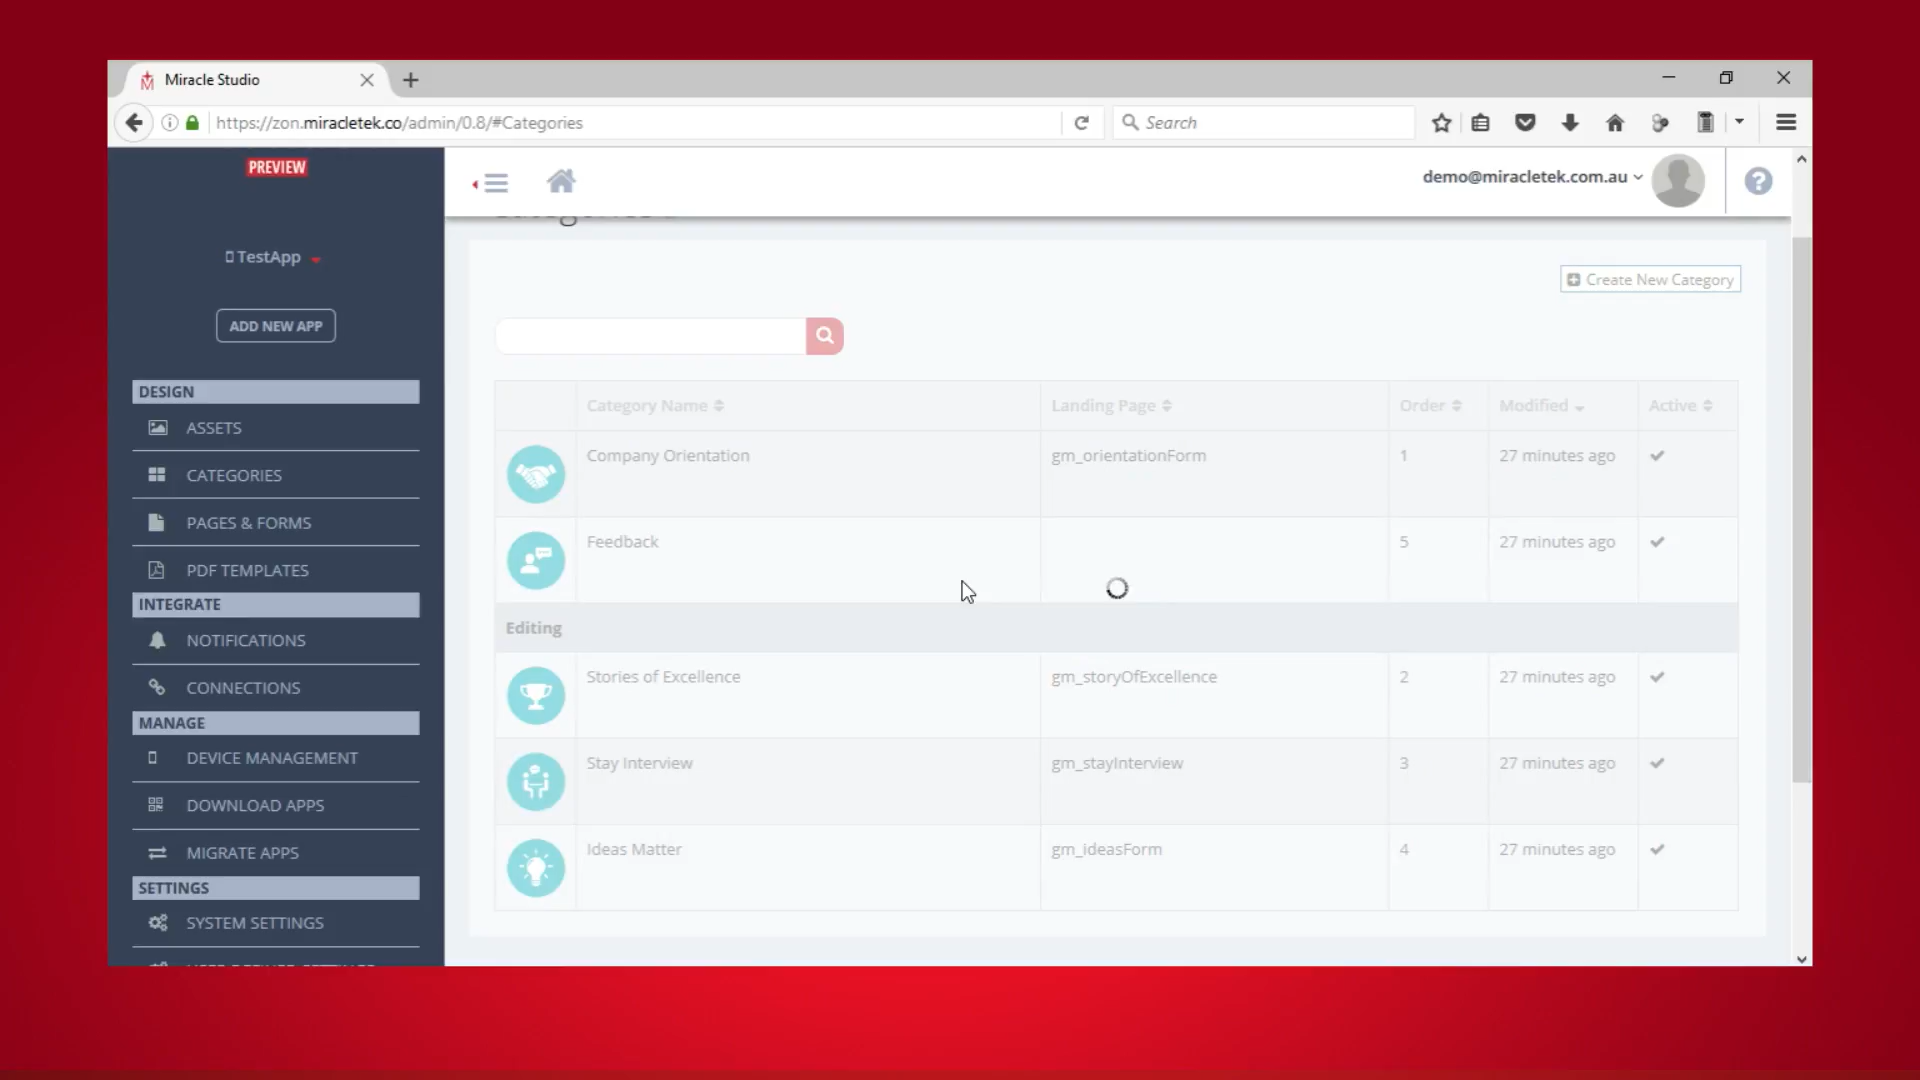 Miracle Studio
https://zon.miracletek.co/admin/0.8/#Categories
Search
PREVIEW
demo@miracletek.com.au
TestApp
Create New Category
ADD NEW APP
Category Name Landing Page Order Modified Active
DESIGN
ASSETS
CATEGORIES
PAGES & FORMS
PDF TEMPLATES
INTEGRATE
NOTIFICATIONS
CONNECTIONS
MANAGE
DEVICE MANAGEMENT
DOWNLOAD APPS
MIGRATE APPS
SETTINGS
SYSTEM SETTINGS
Company Orientation gm_orientationForm 1 27 minutes ago
Feedback 5 27 minutes ago
Editing
Stories of Excellence gm_storyOfExcellence 2 27 minutes ago
Stay Interview gm_stayInterview 3 27 minutes ago
Ideas Matter gm_ideasForm 4 27 minutes ago